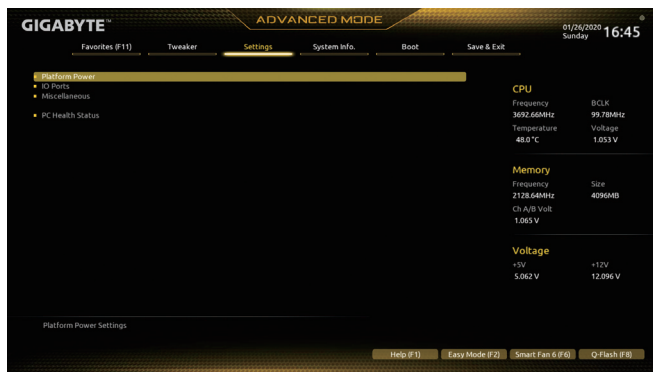 GIGABYTE™
ADVANCED MODE
01/26/2020
Sunday
16:45
Favorites (F11) Tweaker Settings System Info. Boot Save & Exit
Platform Power
IO Ports
Miscellaneous
PC Health Status
CPU
Frequency BCLK
3692.66MHz 99.78MHz
Temperature Voltage
48.0 °C 1.053 V
Memory
Frequency Size
2128.64MHz 4096MB
Ch A/B Volt
1.065 V
Voltage
+5V +12V
5.062 V 12.096 V
Platform Power Settings
Help (F1) Easy Mode (F2) Smart Fan 6 (F6) Q-Flash (F8)